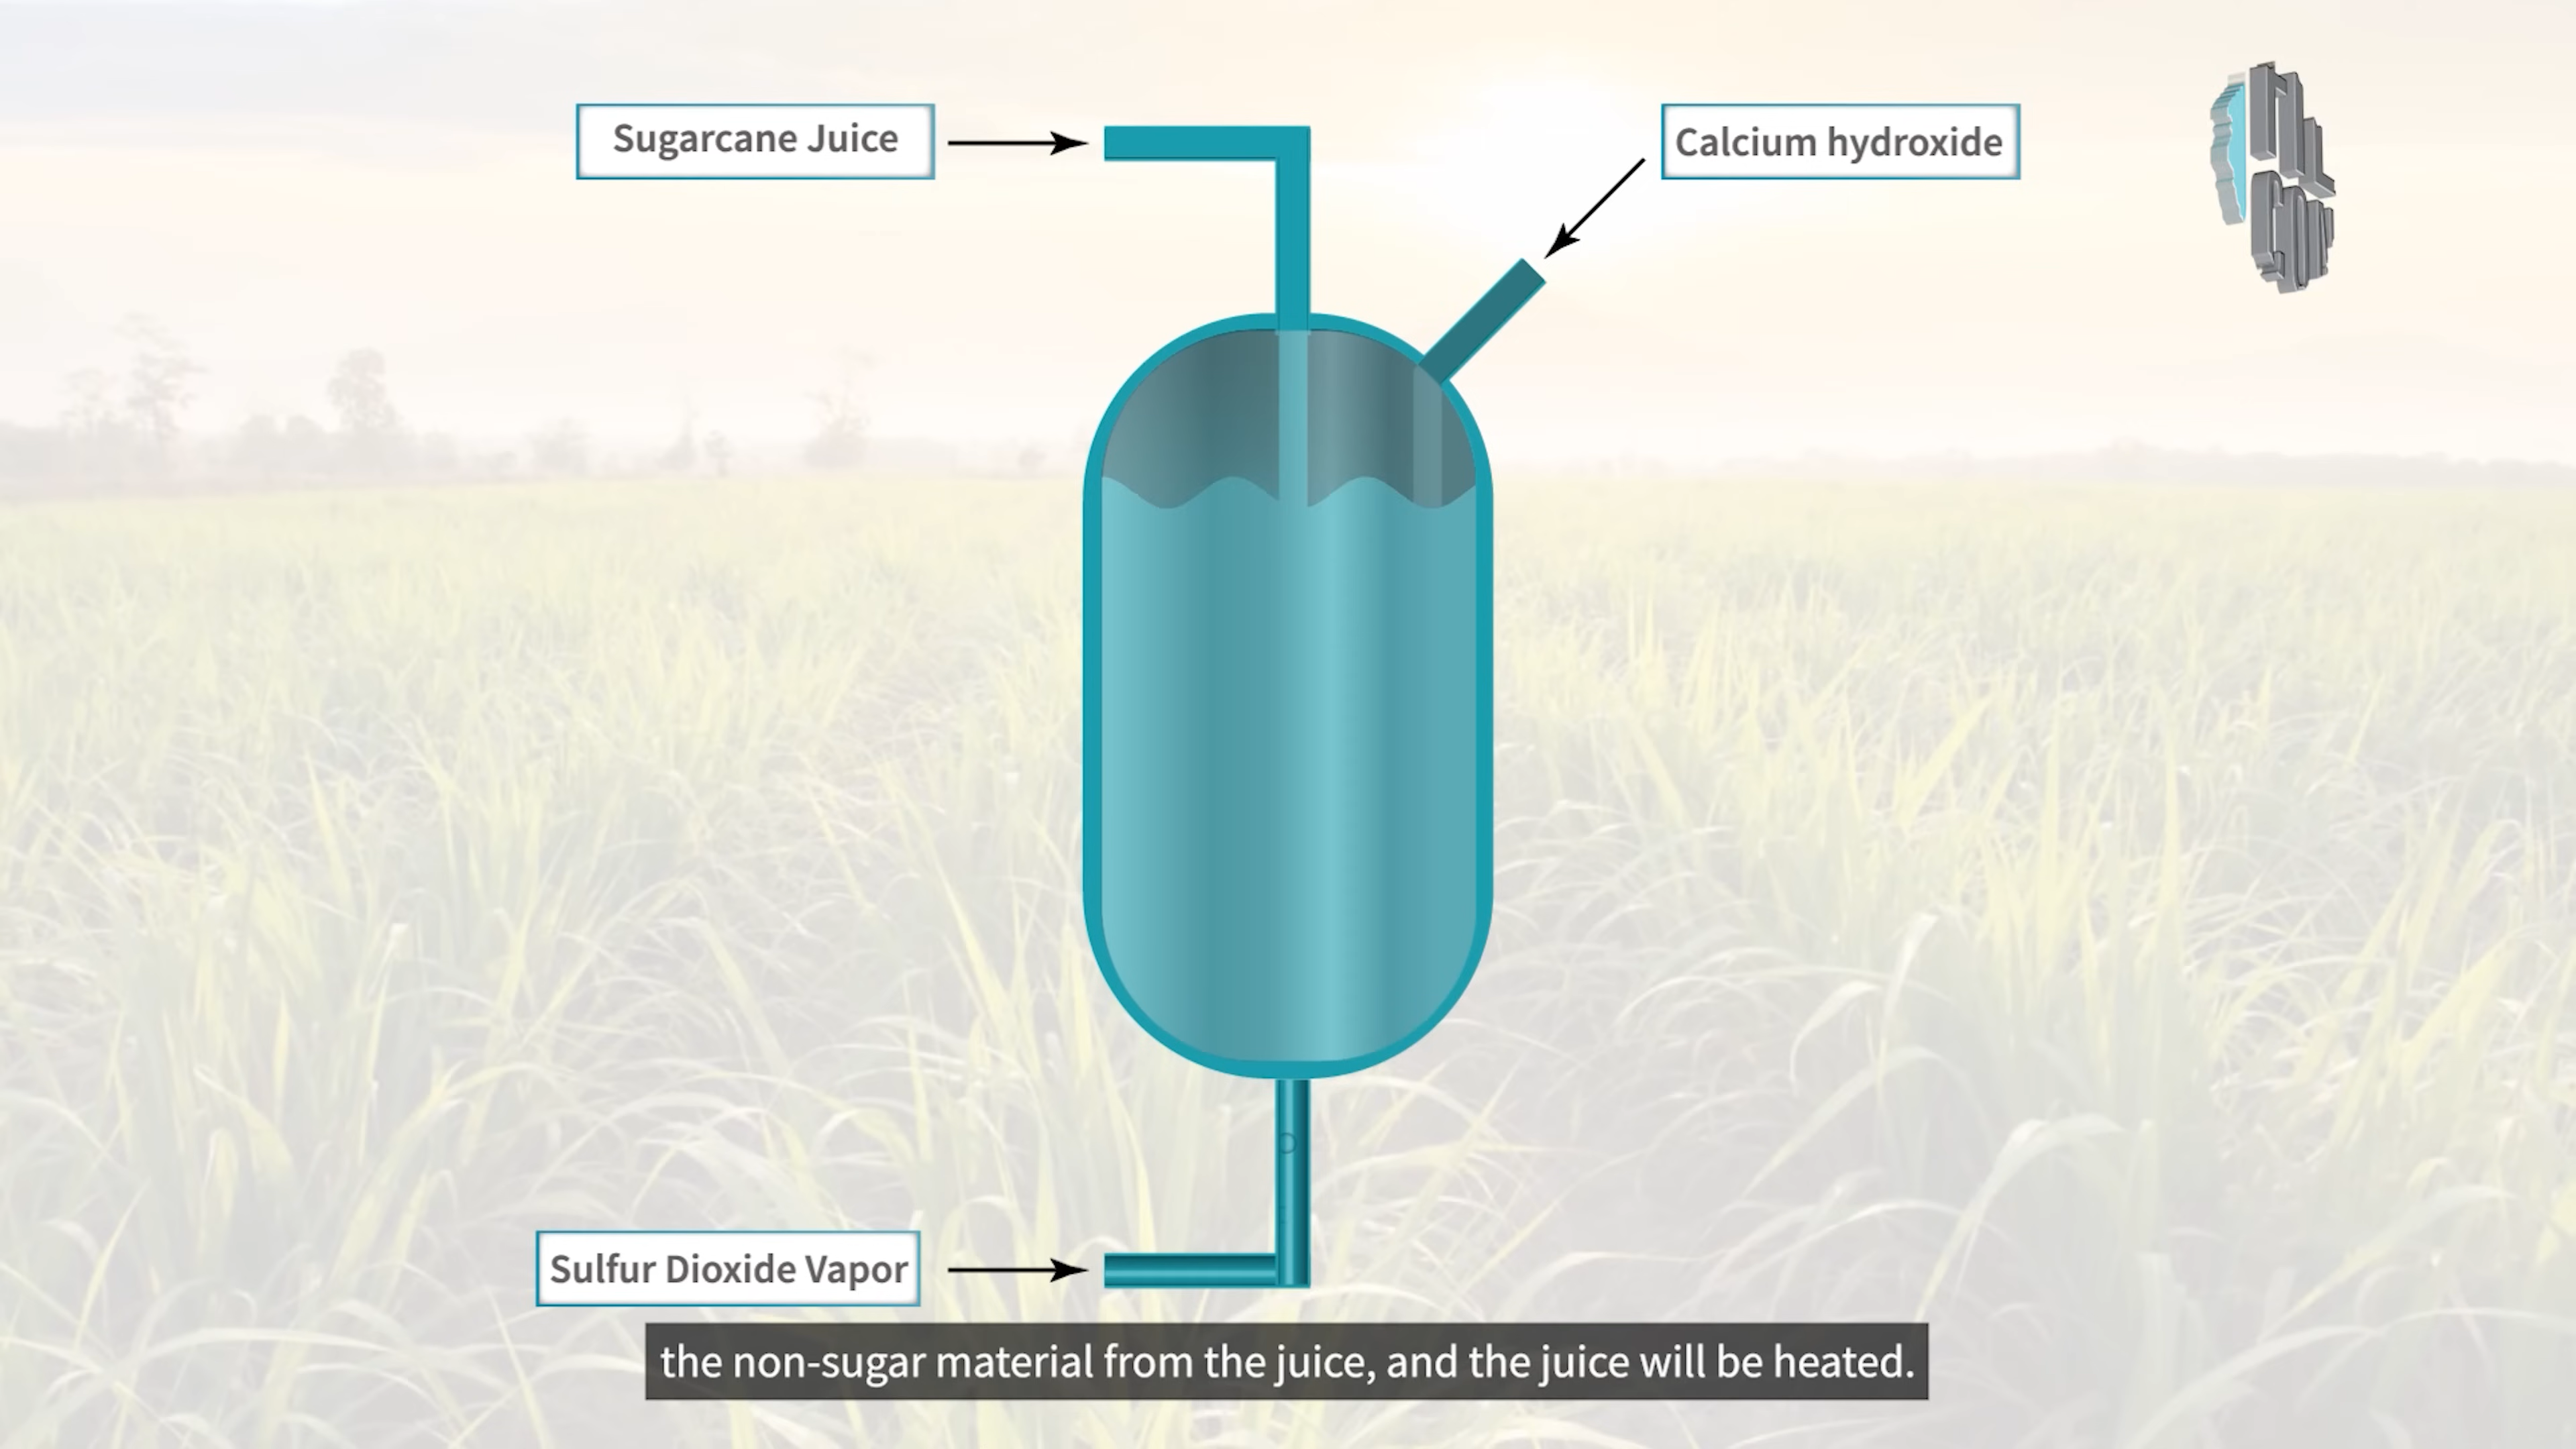 Sugarcane Juice
Calcium hydroxide
Sulfur Dioxide Vapor
the non-sugar material from the juice, and the juice will be heated.